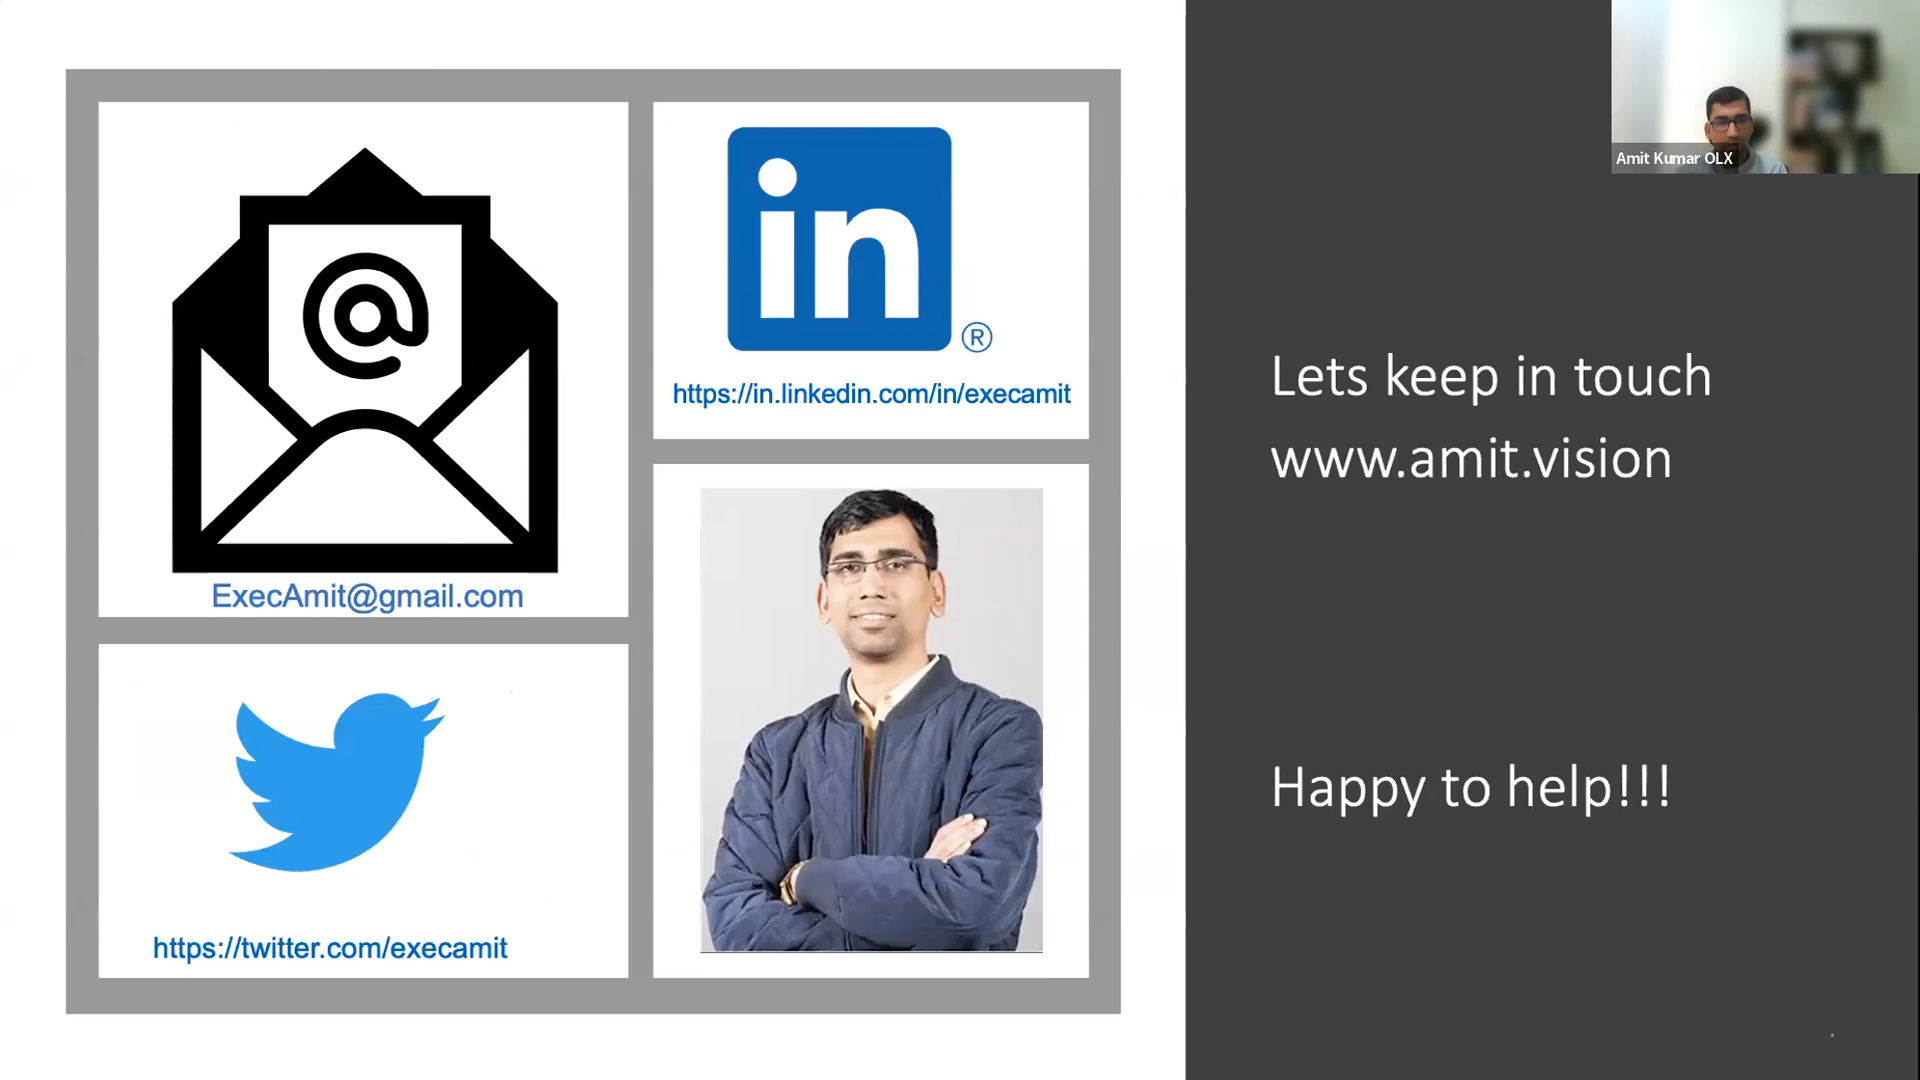 @
ExecAmit@gmail.com
in
®
https://in.linkedin.com/in/execamit
https://twitter.com/execamit
Lets keep in touch
www.amit.vision
Happy to help!!!
Amit Kumar OLX